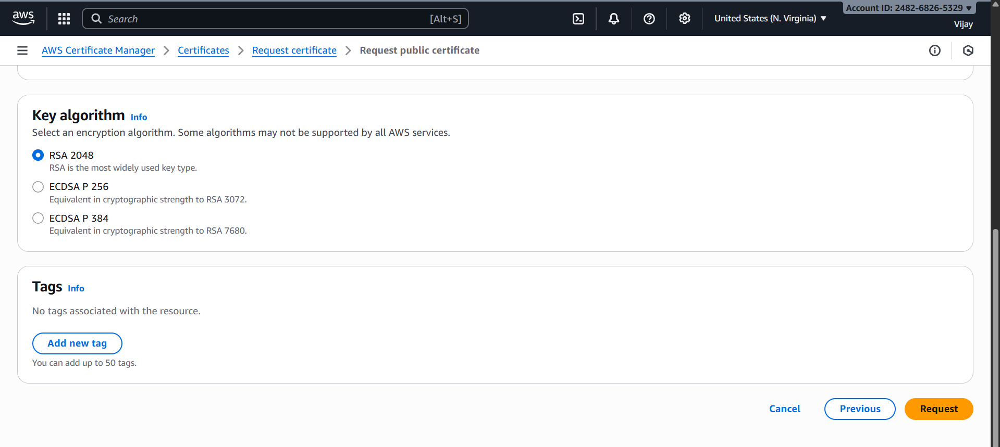 aws
Search
[Alt+S]
United States (N. Virginia)
Account ID: 2482-6826-5329
Vijay
AWS Certificate Manager
Certificates
Request certificate
Request public certificate
Key algorithm Info
Select an encryption algorithm. Some algorithms may not be supported by all AWS services.
RSA 2048
RSA is the most widely used key type.
ECDSA P 256
Equivalent in cryptographic strength to RSA 3072.
ECDSA P 384
Equivalent in cryptographic strength to RSA 7680.
Tags Info
No tags associated with the resource.
Add new tag
You can add up to 50 tags.
Cancel
Previous
Request